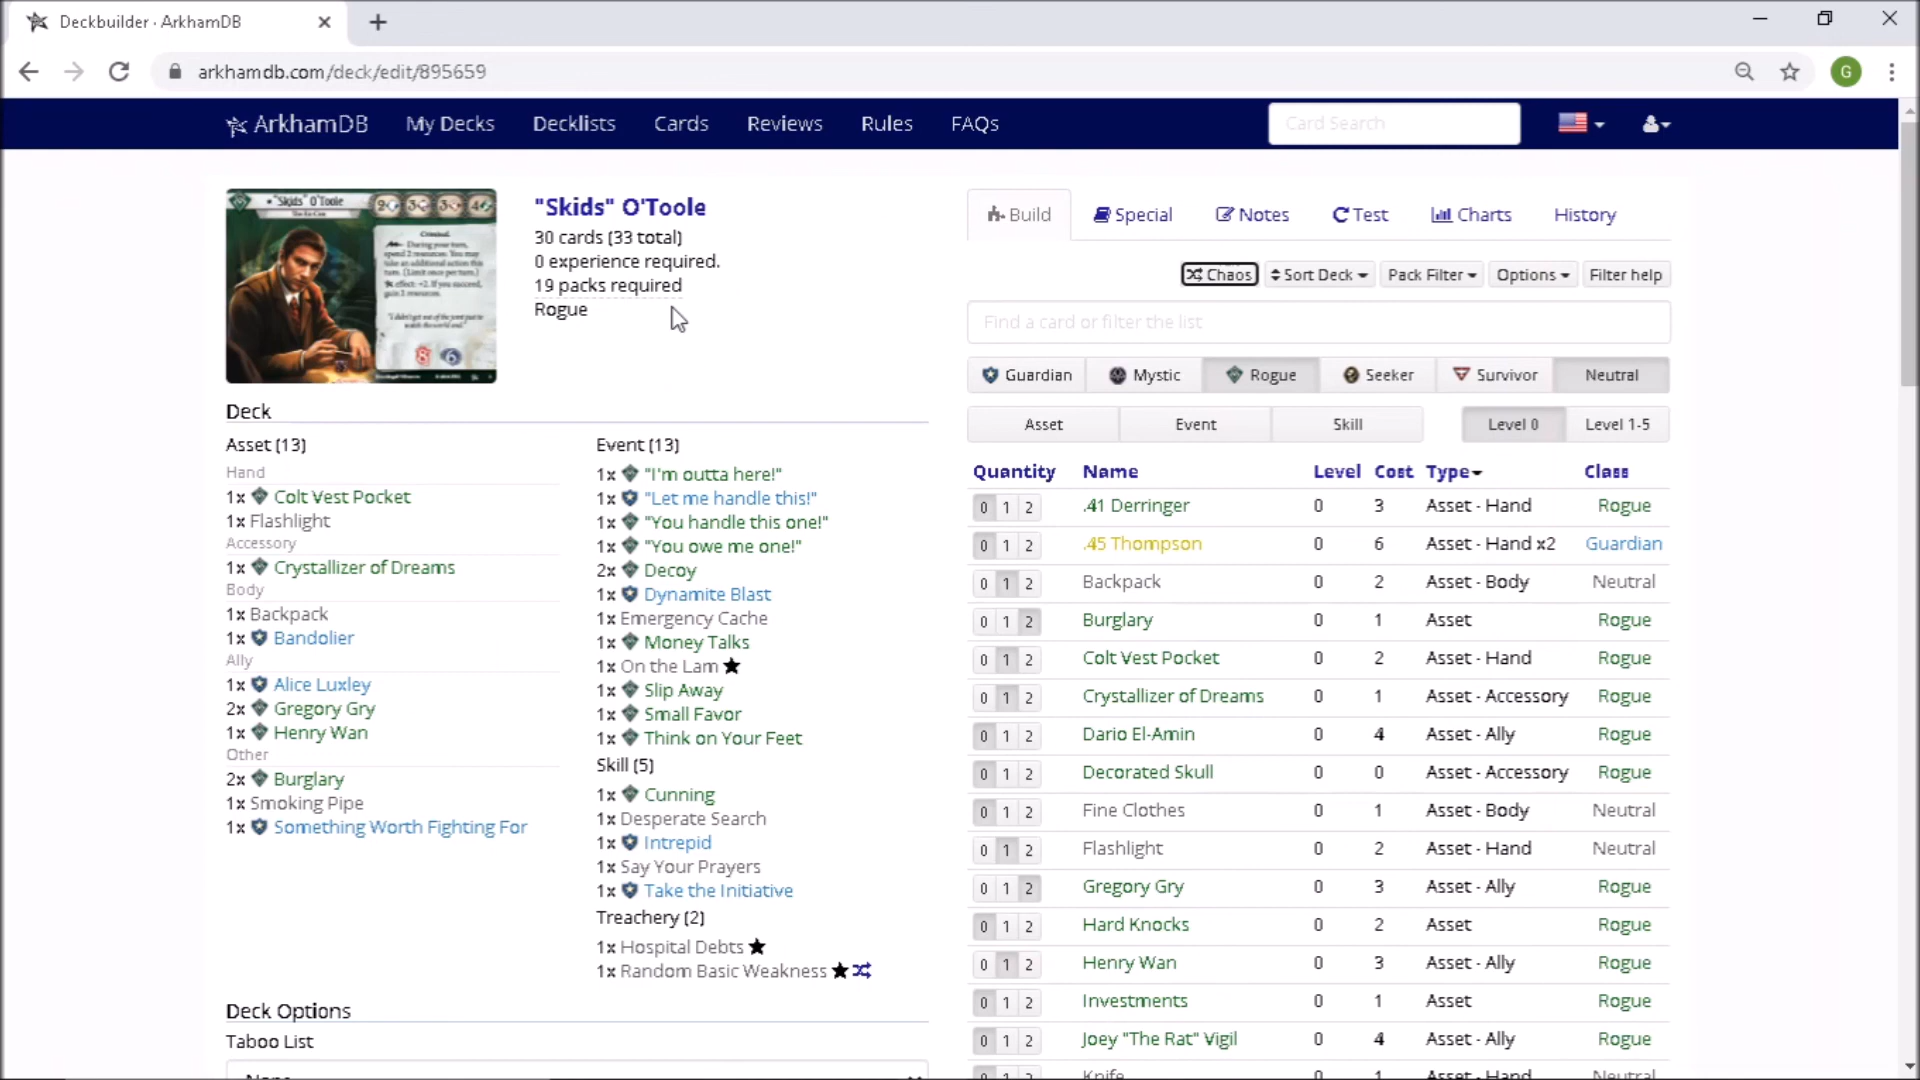 Deckbuilder · ArkhamDB
arkhamdb.com/deck/edit/895659
G
ArkhamDB My Decks Decklists Cards Reviews Rules FAQs
Card Search
"Skids" O'Toole
Criminal.
"Skids" O'Toole
30 cards (33 total)
0 experience required.
19 packs required
Rogue
Deck
Asset (13)
Hand
1x Colt Vest Pocket
1x Flashlight
Accessory
1x Crystallizer of Dreams
Body
1x Backpack
1x Bandolier
Ally
1x Alice Luxley
2x Gregory Gry
1x Henry Wan
Other
2x Burglary
1x Smoking Pipe
1x Something Worth Fighting For
Event (13)
1x "I'm outta here!"
1x "Let me handle this!"
1x "You handle this one!"
1x "You owe me one!"
2x Decoy
1x Dynamite Blast
1x Emergency Cache
1x Money Talks
1x On the Lam ★
1x Slip Away
1x Small Favor
1x Think on Your Feet
Skill (5)
1x Cunning
1x Desperate Search
1x Intrepid
1x Say Your Prayers
1x Take the Initiative
Treachery (2)
1x Hospital Debts ★
1x Random Basic Weakness ★
Deck Options
Taboo List
None
Build Special Notes Test Charts History
Chaos Sort Deck Pack Filter Options Filter help
Find a card or filter the list
Guardian Mystic Rogue Seeker Survivor Neutral
Asset Event Skill Level 0 Level 1-5
Quantity Name Level Cost Type Class
0 1 2 .41 Derringer 0 3 Asset - Hand Rogue
0 1 2 .45 Thompson 0 6 Asset - Hand x2 Guardian
0 1 2 Backpack 0 2 Asset - Body Neutral
0 1 2 Burglary 0 1 Asset Rogue
0 1 2 Colt Vest Pocket 0 2 Asset - Hand Rogue
0 1 2 Crystallizer of Dreams 0 1 Asset - Accessory Rogue
0 1 2 Dario El-Amin 0 4 Asset - Ally Rogue
0 1 2 Decorated Skull 0 0 Asset - Accessory Rogue
0 1 2 Fine Clothes 0 1 Asset - Body Neutral
0 1 2 Flashlight 0 2 Asset - Hand Neutral
0 1 2 Gregory Gry 0 3 Asset - Ally Rogue
0 1 2 Hard Knocks 0 2 Asset Rogue
0 1 2 Henry Wan 0 3 Asset - Ally Rogue
0 1 2 Investments 0 1 Asset Rogue
0 1 2 Joey "The Rat" Vigil 0 4 Asset - Ally Rogue
0 1 2 Knife 0 1 Asset - Hand Neutral